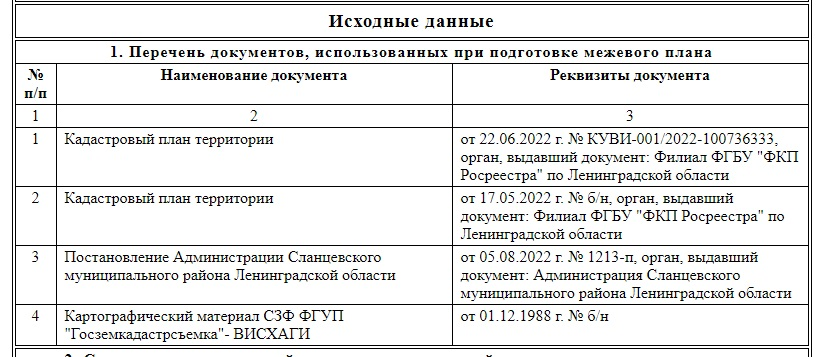 Исходные данные
1. Перечень документов, использованных при подготовке межевого плана
№
п/п
Наименование документа
Реквизиты документа
1
2
3
1
Кадастровый план территории
от 22.06.2022 г. № КУВИ-001/2022-100736333,
орган, выдавший документ: Филиал ФГБУ "ФКП
Росреестра" по Ленинградской области
2
Кадастровый план территории
от 17.05.2022 г. № б/н, орган, выдавший
документ: Филиал ФГБУ "ФКП Росреестра" по
Ленинградской области
3
Постановление Администрации Сланцевского
муниципального района Ленинградской области
от 05.08.2022 г. № 1213-п, орган, выдавший
документ: Администрация Сланцевского
муниципального района Ленинградской области
4
Картографический материал СЗФ ФГУП
"Госземкадастрсъемка"- ВИСХАГИ
от 01.12.1988 г. № б/н